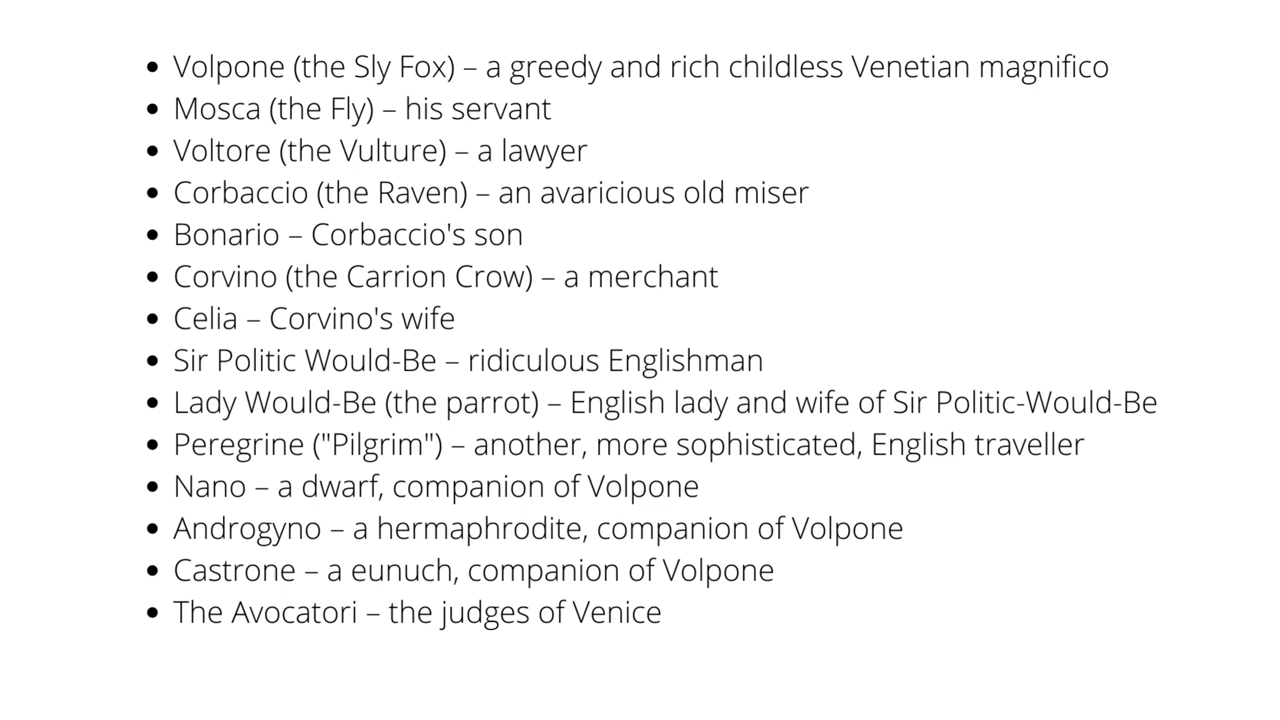 • Volpone (the Sly Fox) – a greedy and rich childless Venetian magnifico
• Mosca (the Fly) – his servant
• Voltore (the Vulture) – a lawyer
• Corbaccio (the Raven) – an avaricious old miser
• Bonario – Corbaccio's son
• Corvino (the Carrion Crow) – a merchant
• Celia – Corvino's wife
• Sir Politic Would-Be – ridiculous Englishman
• Lady Would-Be (the parrot) – English lady and wife of Sir Politic-Would-Be
• Peregrine ("Pilgrim") – another, more sophisticated, English traveller
• Nano – a dwarf, companion of Volpone
• Androgyno – a hermaphrodite, companion of Volpone
• Castrone – a eunuch, companion of Volpone
• The Avocatori – the judges of Venice